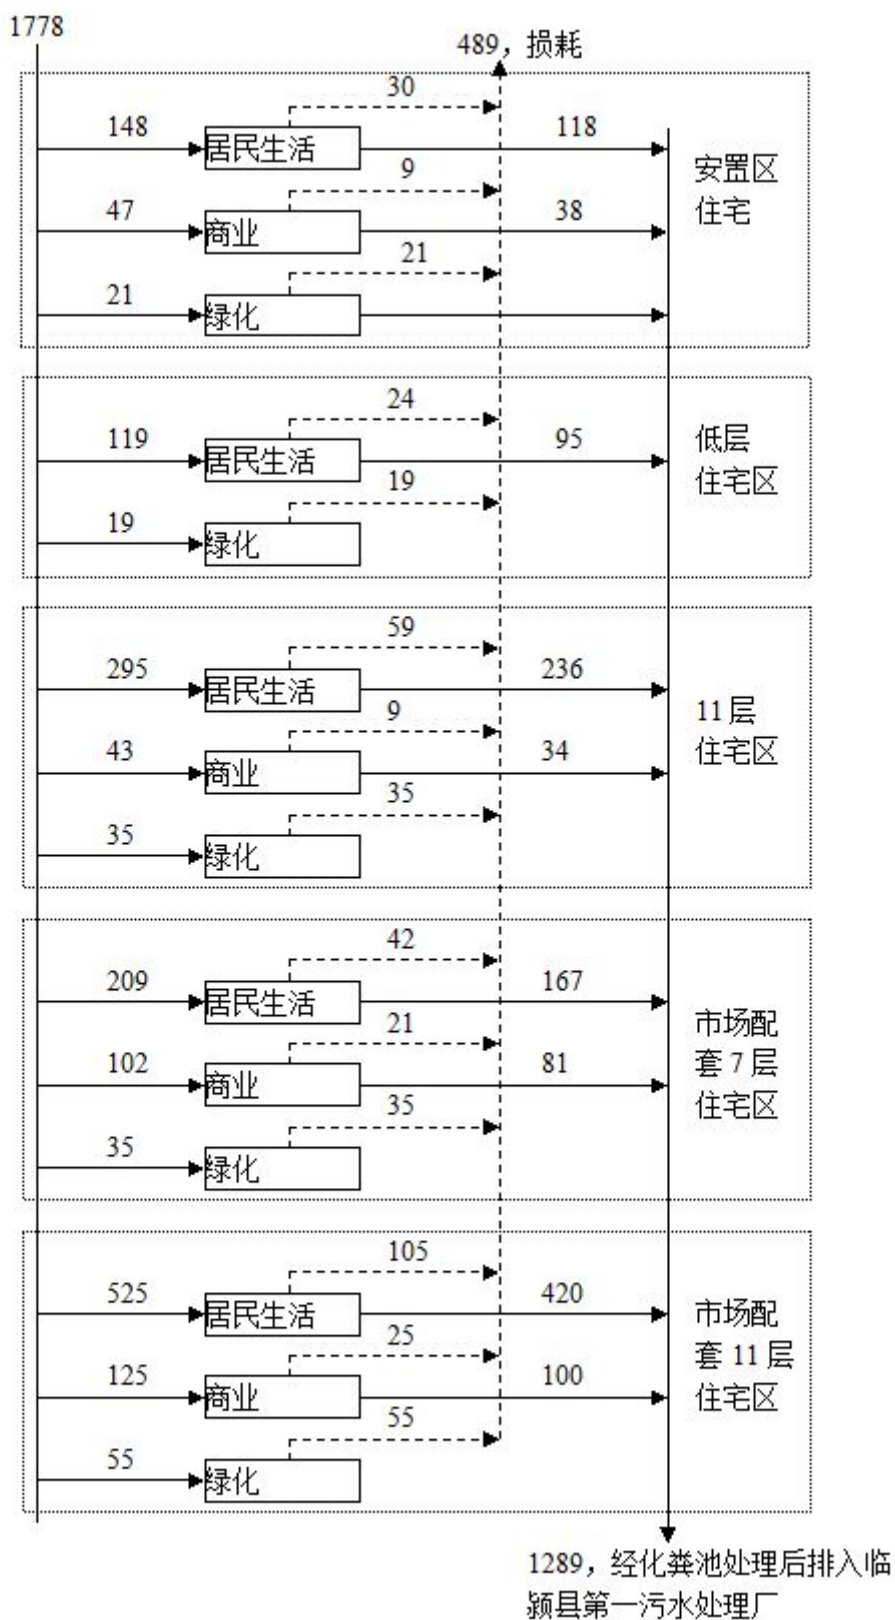 1778
489，损耗
30
148
居民生活
118
9
47
商业
38
21
21
绿化
安置区
住宅
24
119
居民生活
95
19
19
绿化
低层
住宅区
59
295
居民生活
236
9
43
商业
34
35
35
绿化
11层
住宅区
42
209
居民生活
167
21
102
商业
81
35
35
绿化
市场配
套7层
住宅区
105
525
居民生活
420
25
125
商业
100
55
55
绿化
市场配
套11层
住宅区
1289，经化粪池处理后排入临
颍县第一污水处理厂